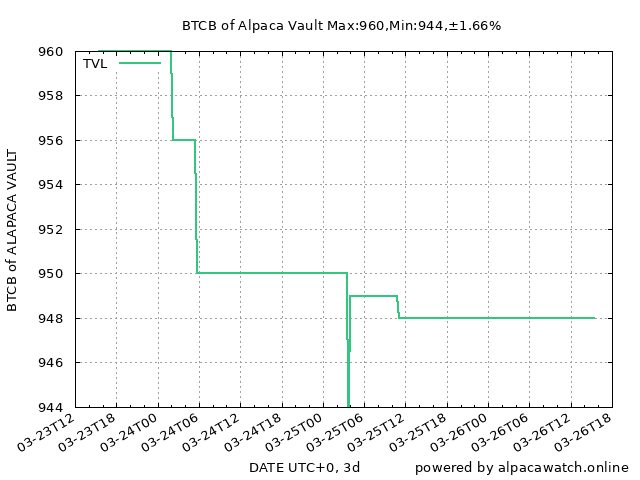 BTCB of Alpaca Vault Max:960,Min:944,±1.66%
960
TVL
958
956
954
952
950
948
946
944
BTCB of ALAPACA VAULT
03-23T12
03-23T18
03-24T00
03-24T06
03-24T12
03-24T18
03-25T00
03-25T06
03-25T12
03-25T18
03-26T00
03-26T06
03-26T12
03-26T18
DATE UTC+0, 3d
powered by alpacawatch.online